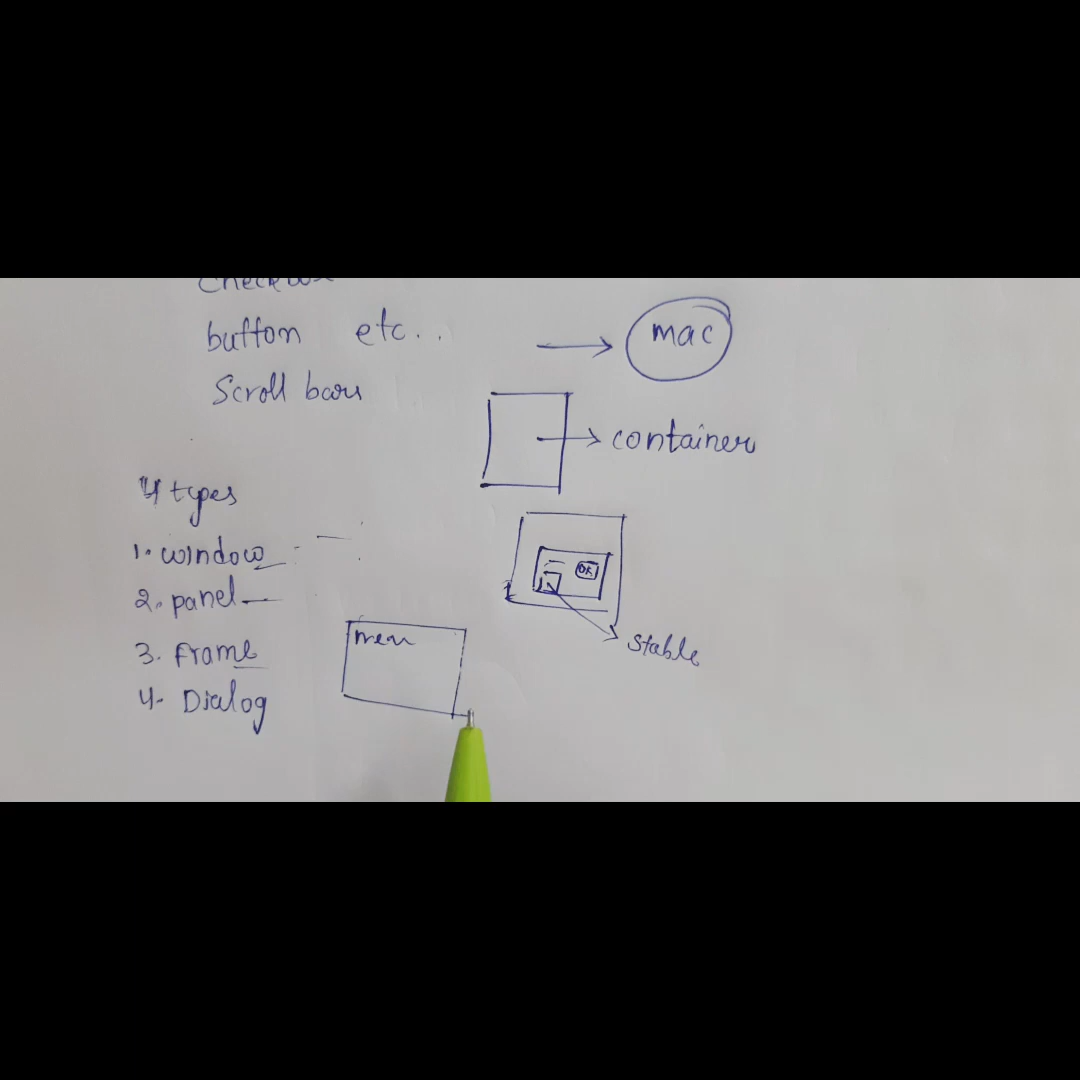 Checkbox
button etc..
Scroll bars
mac
container
4 types
1. window
2. panel
3. Frame
4. Dialog
OK
menu
Stable